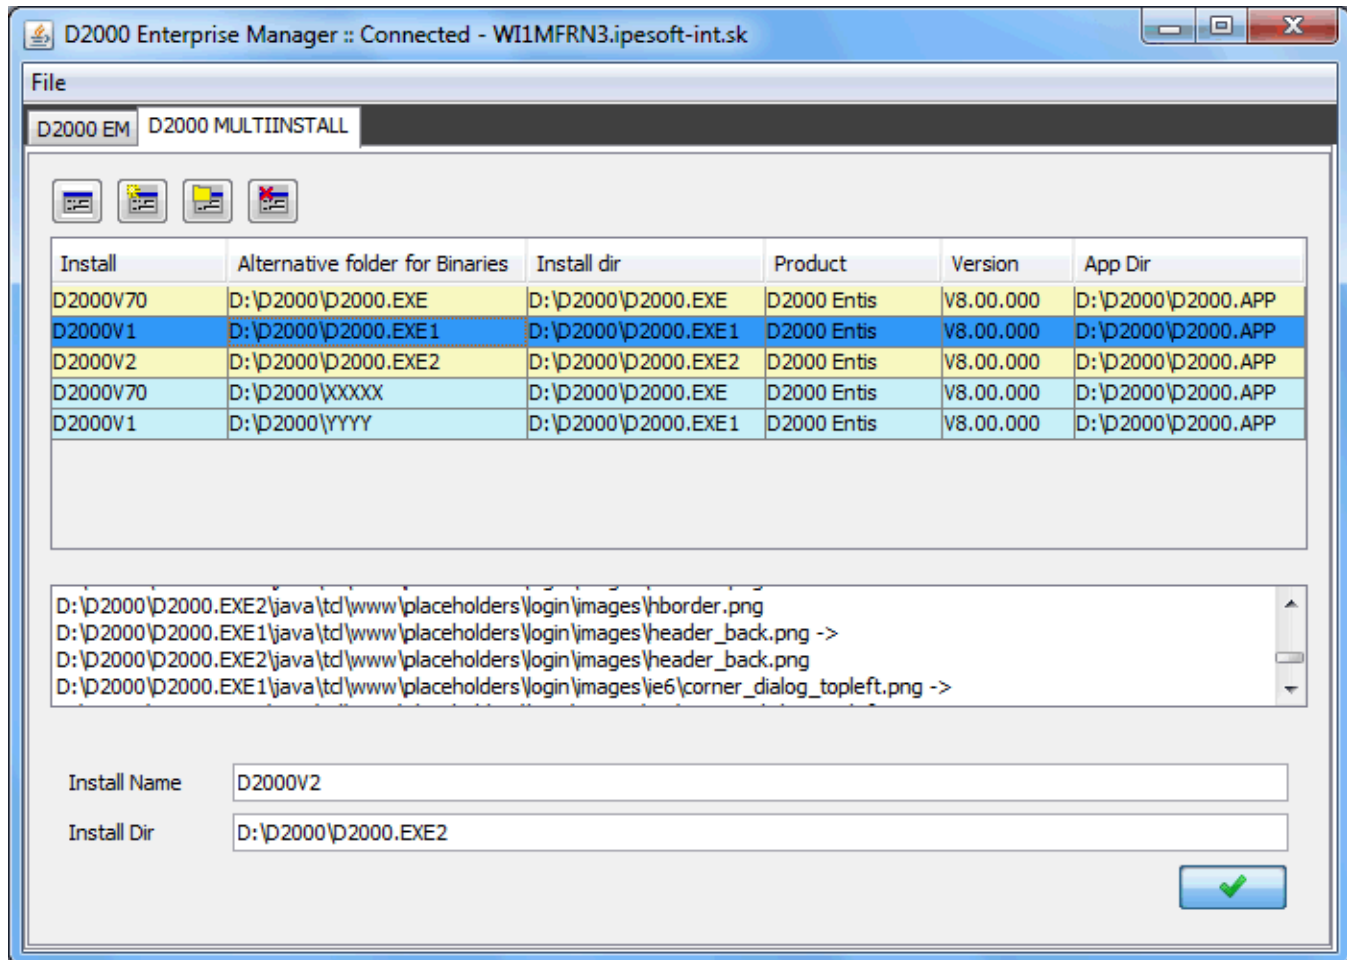 D2000 Enterprise Manager :: Connected - WI1MFRN3.ipesoft-int.sk
File
D2000 EM D2000 MULTIINSTALL
Install Alternative folder for Binaries Install dir Product Version App Dir
D2000V70 D:\D2000\D2000.EXE D:\D2000\D2000.EXE D2000 Entis V8.00.000 D:\D2000\D2000.APP
D2000V1 D:\D2000\D2000.EXE1 D:\D2000\D2000.EXE1 D2000 Entis V8.00.000 D:\D2000\D2000.APP
D2000V2 D:\D2000\D2000.EXE2 D:\D2000\D2000.EXE2 D2000 Entis V8.00.000 D:\D2000\D2000.APP
D2000V70 D:\D2000\XXXXX D:\D2000\D2000.EXE D2000 Entis V8.00.000 D:\D2000\D2000.APP
D2000V1 D:\D2000\YYYY D:\D2000\D2000.EXE1 D2000 Entis V8.00.000 D:\D2000\D2000.APP
D:\D2000\D2000.EXE2\java\tcl\www\placeholders\login\images\hborder.png
D:\D2000\D2000.EXE1\java\tcl\www\placeholders\login\images\header_back.png ->
D:\D2000\D2000.EXE2\java\tcl\www\placeholders\login\images\header_back.png
D:\D2000\D2000.EXE1\java\tcl\www\placeholders\login\images\ie6\corner_dialog_topleft.png ->
Install Name D2000V2
Install Dir D:\D2000\D2000.EXE2